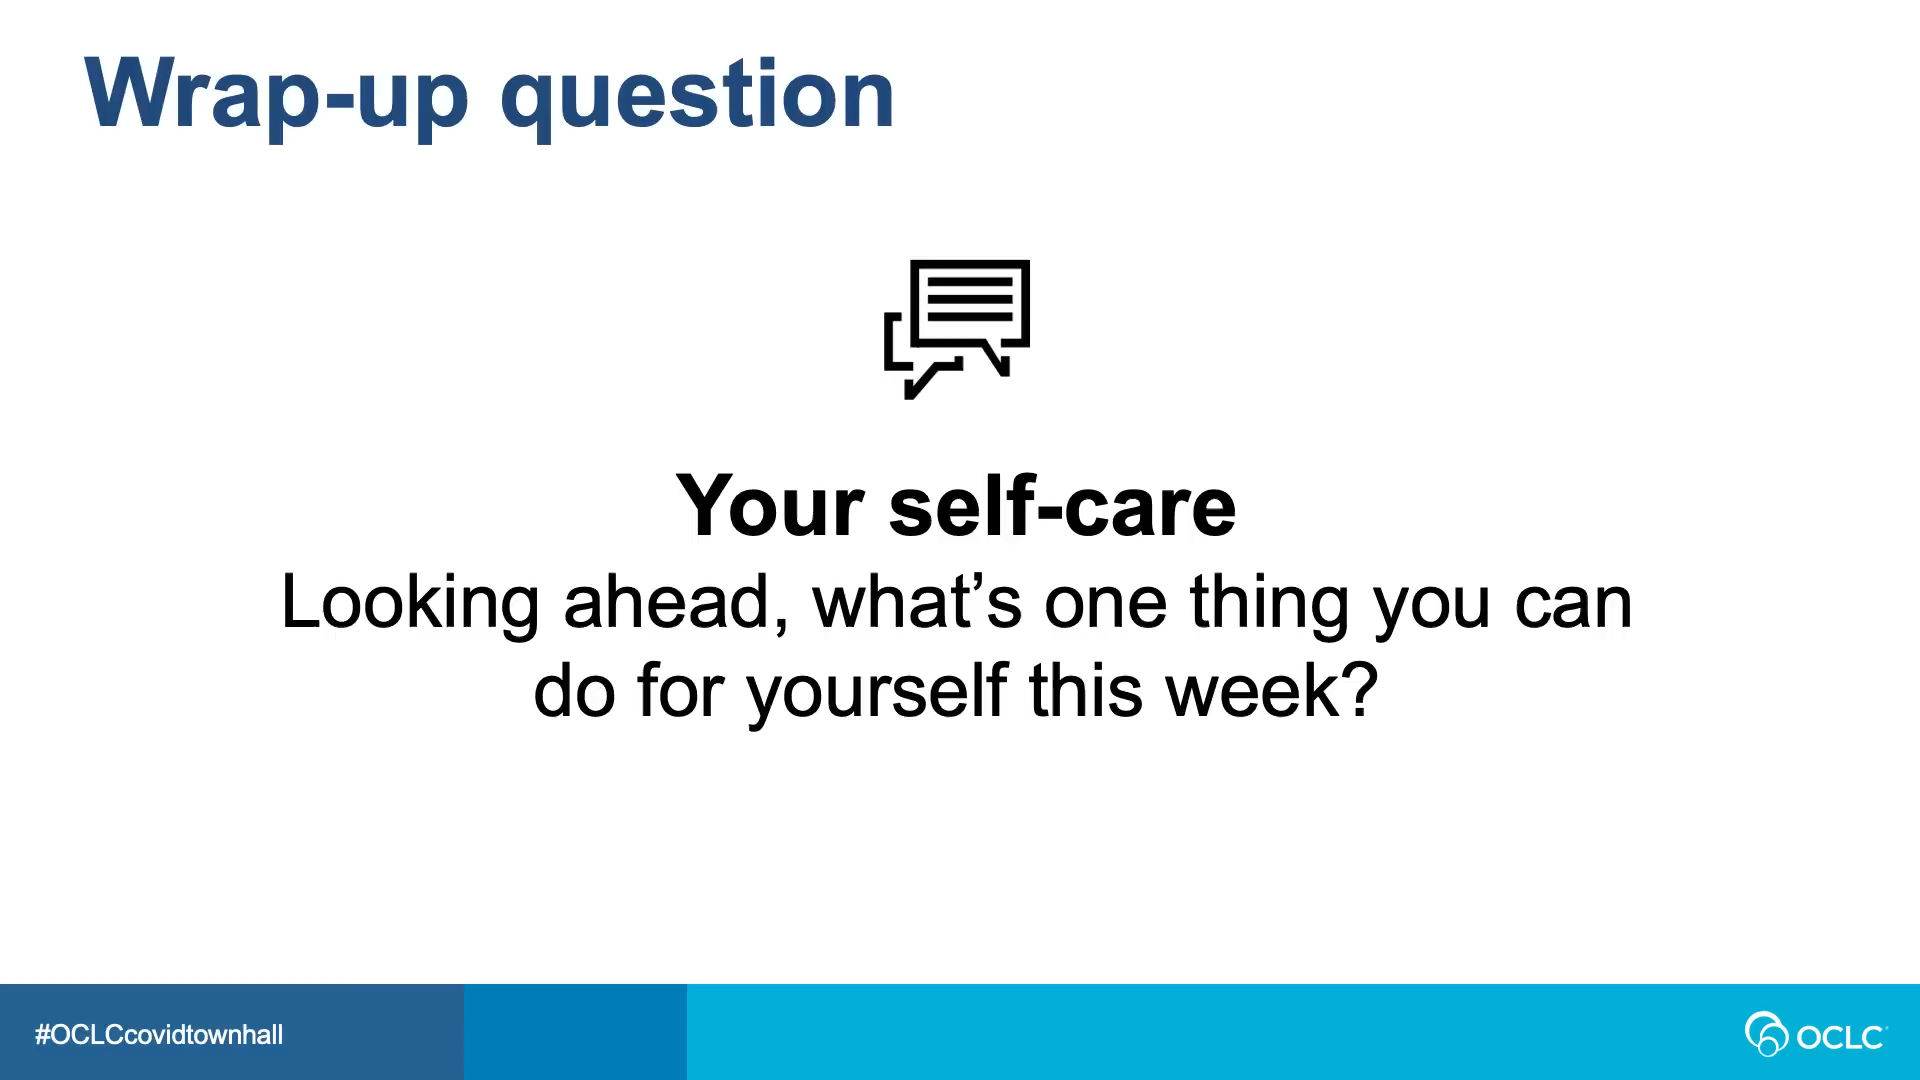 Wrap-up question
Your self-care
Looking ahead, what’s one thing you can
do for yourself this week?
#OCLCcovidtownhall
OCLC